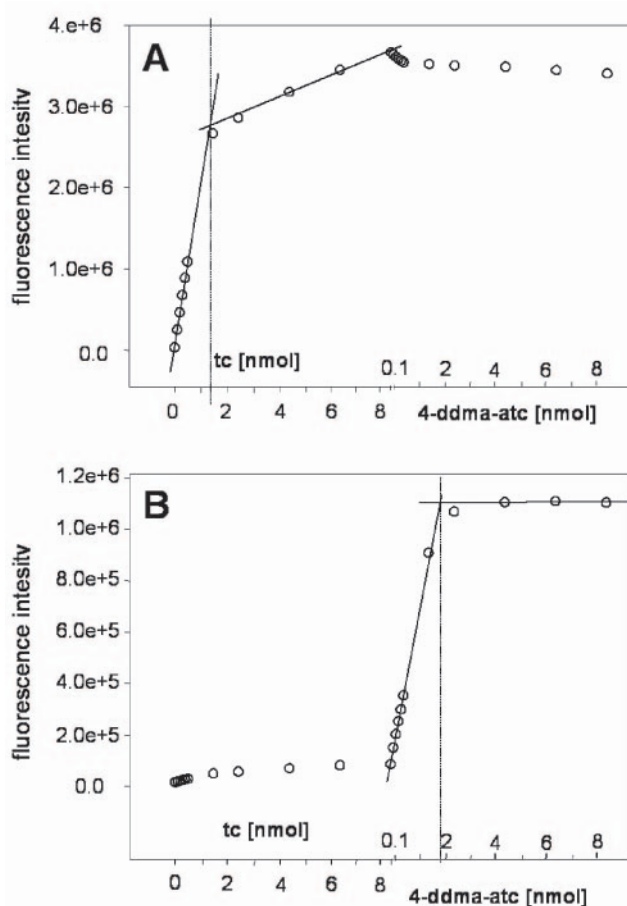 A
fluorescence intesity
4.e+6
3.0e+6
2.0e+6
1.0e+6
0.0
tc [nmol]
0.1 2 4 6 8
0 2 4 6 8
4-ddma-atc [nmol]
B
fluorescence intesity
1.2e+6
1.0e+6
8.0e+5
6.0e+5
4.0e+5
2.0e+5
0.0
tc [nmol]
0.1 2 4 6 8
0 2 4 6 8
4-ddma-atc [nmol]